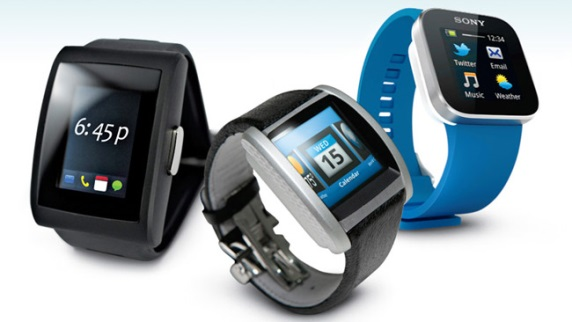 6:45p
WED
15
Calendar
SONY
12:34
Twitter
Email
Music
Weather